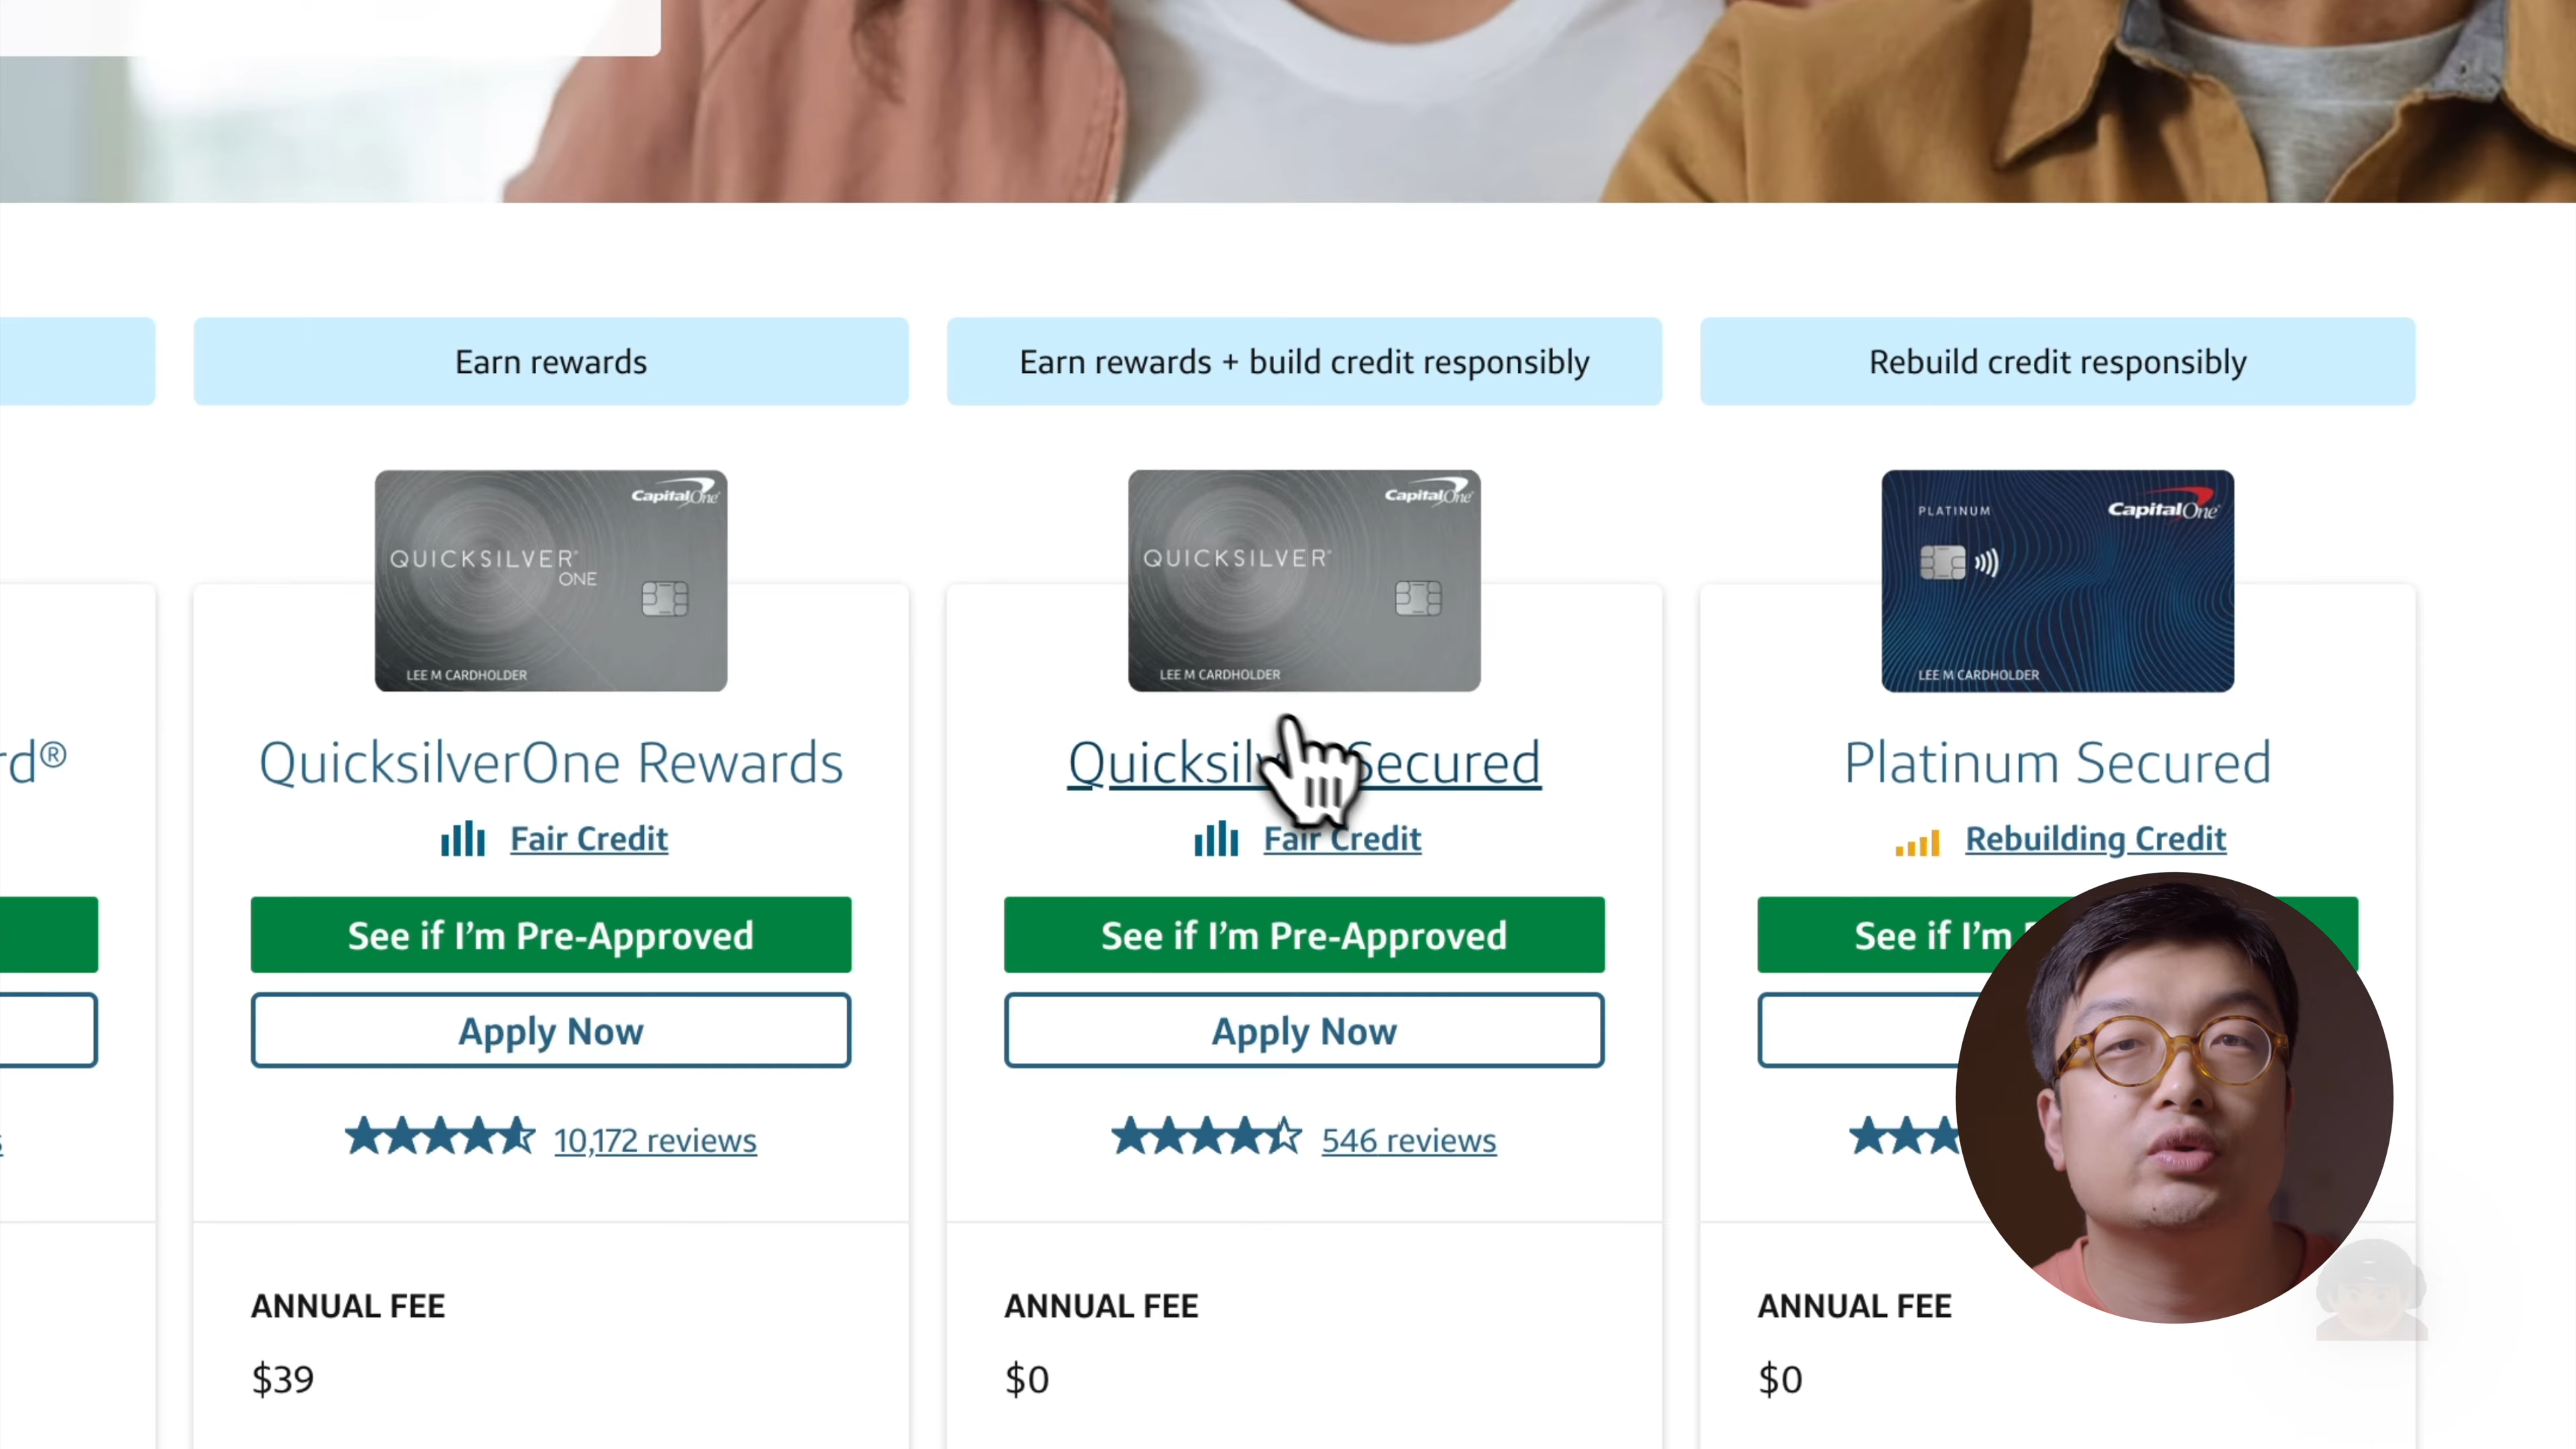 Earn rewards
Earn rewards + build credit responsibly
Rebuild credit responsibly
CapitalOne
QUICKSILVER®
ONE
LEE M CARDHOLDER
CapitalOne
QUICKSILVER®
LEE M CARDHOLDER
PLATINUM
CapitalOne
LEE M CARDHOLDER
rd®
QuicksilverOne Rewards
Quicksil Secured
Platinum Secured
Fair Credit
Fair Credit
Rebuilding Credit
See if I'm Pre-Approved
See if I'm Pre-Approved
See if I'm
Apply Now
Apply Now
10,172 reviews
546 reviews
ANNUAL FEE
ANNUAL FEE
ANNUAL FEE
$39
$0
$0